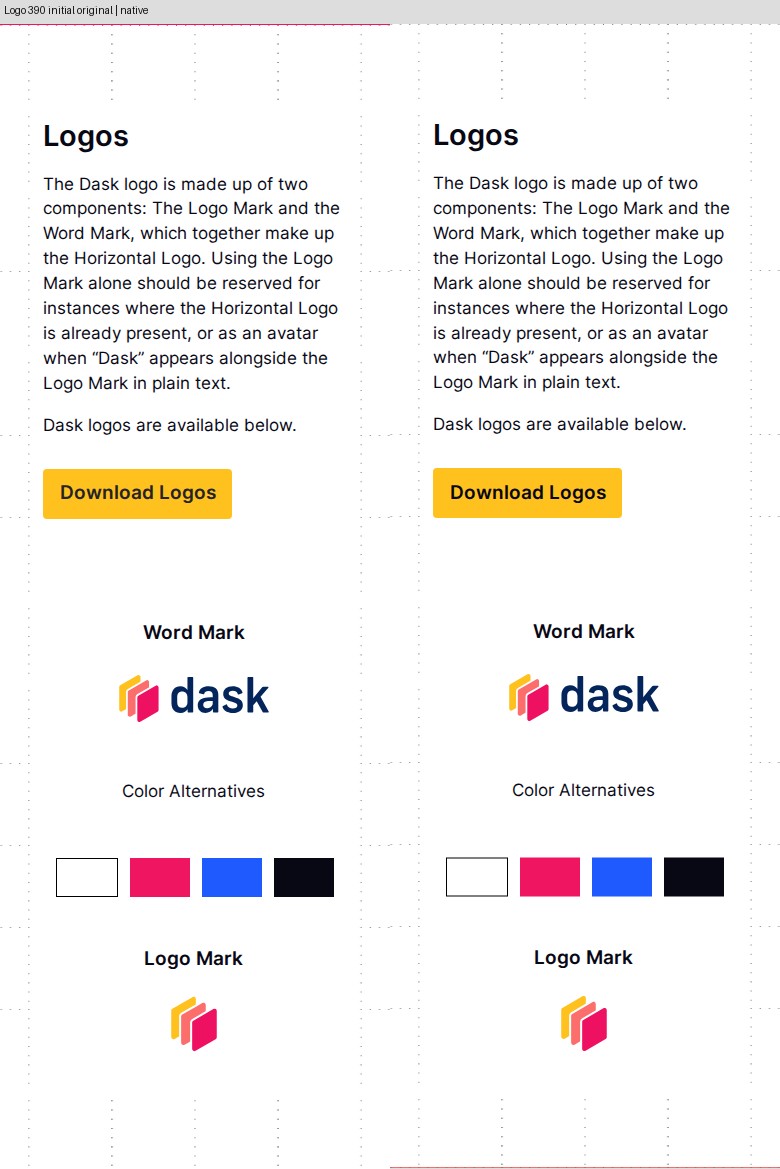 Logo 390 initial original | native
Logos
The Dask logo is made up of two
components: The Logo Mark and the
Word Mark, which together make up
the Horizontal Logo. Using the Logo
Mark alone should be reserved for
instances where the Horizontal Logo
is already present, or as an avatar
when “Dask” appears alongside the
Logo Mark in plain text.
Dask logos are available below.
Download Logos
Word Mark
dask
Color Alternatives
Logo Mark
Logos
The Dask logo is made up of two
components: The Logo Mark and the
Word Mark, which together make up
the Horizontal Logo. Using the Logo
Mark alone should be reserved for
instances where the Horizontal Logo
is already present, or as an avatar
when “Dask” appears alongside the
Logo Mark in plain text.
Dask logos are available below.
Download Logos
Word Mark
dask
Color Alternatives
Logo Mark